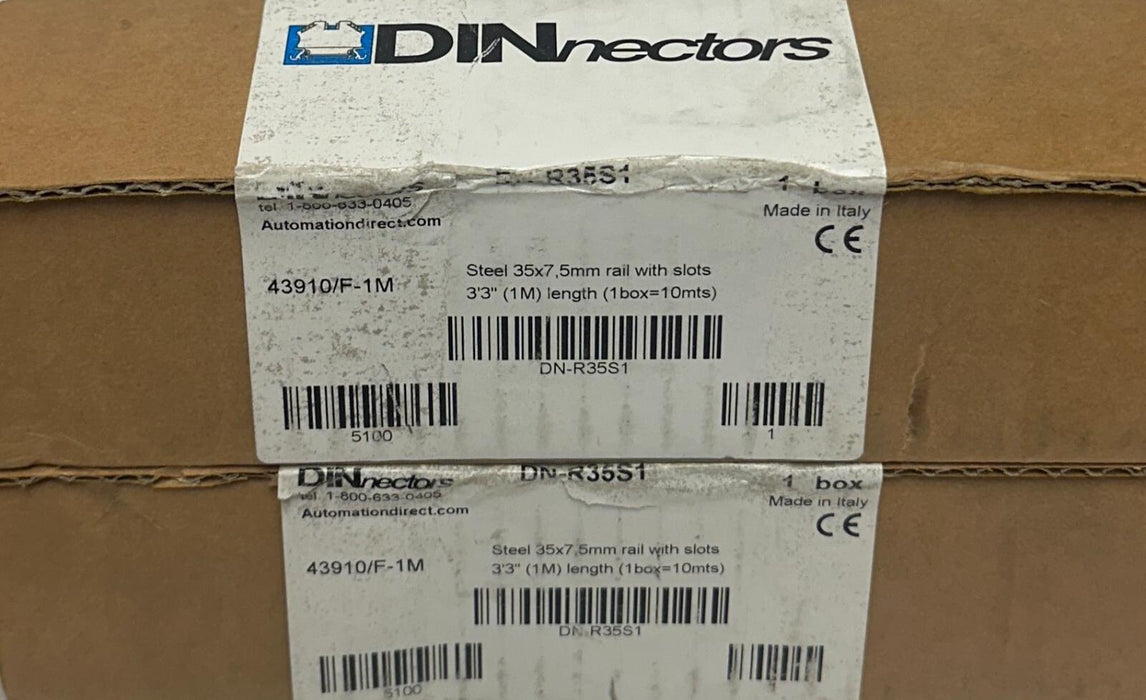 DINnectors
DN-R35S1
1 box
tel. 1-800-633-0405
Made in Italy
Automationdirect.com
CE
Steel 35x7,5mm rail with slots
43910/F-1M
3'3" (1M) length (1box=10mts)
DN-R35S1
5100
1
DINnectors
DN-R35S1
1 box
tel. 1-800-633-0405
Made in Italy
Automationdirect.com
CE
Steel 35x7,5mm rail with slots
43910/F-1M
3'3" (1M) length (1box=10mts)
DN-R35S1
5100